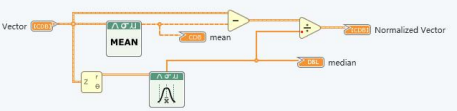 Vector
[CDB]
MEAN
CDB
mean
[CDB]
Normalized Vector
DBL
median
z
r
θ
x